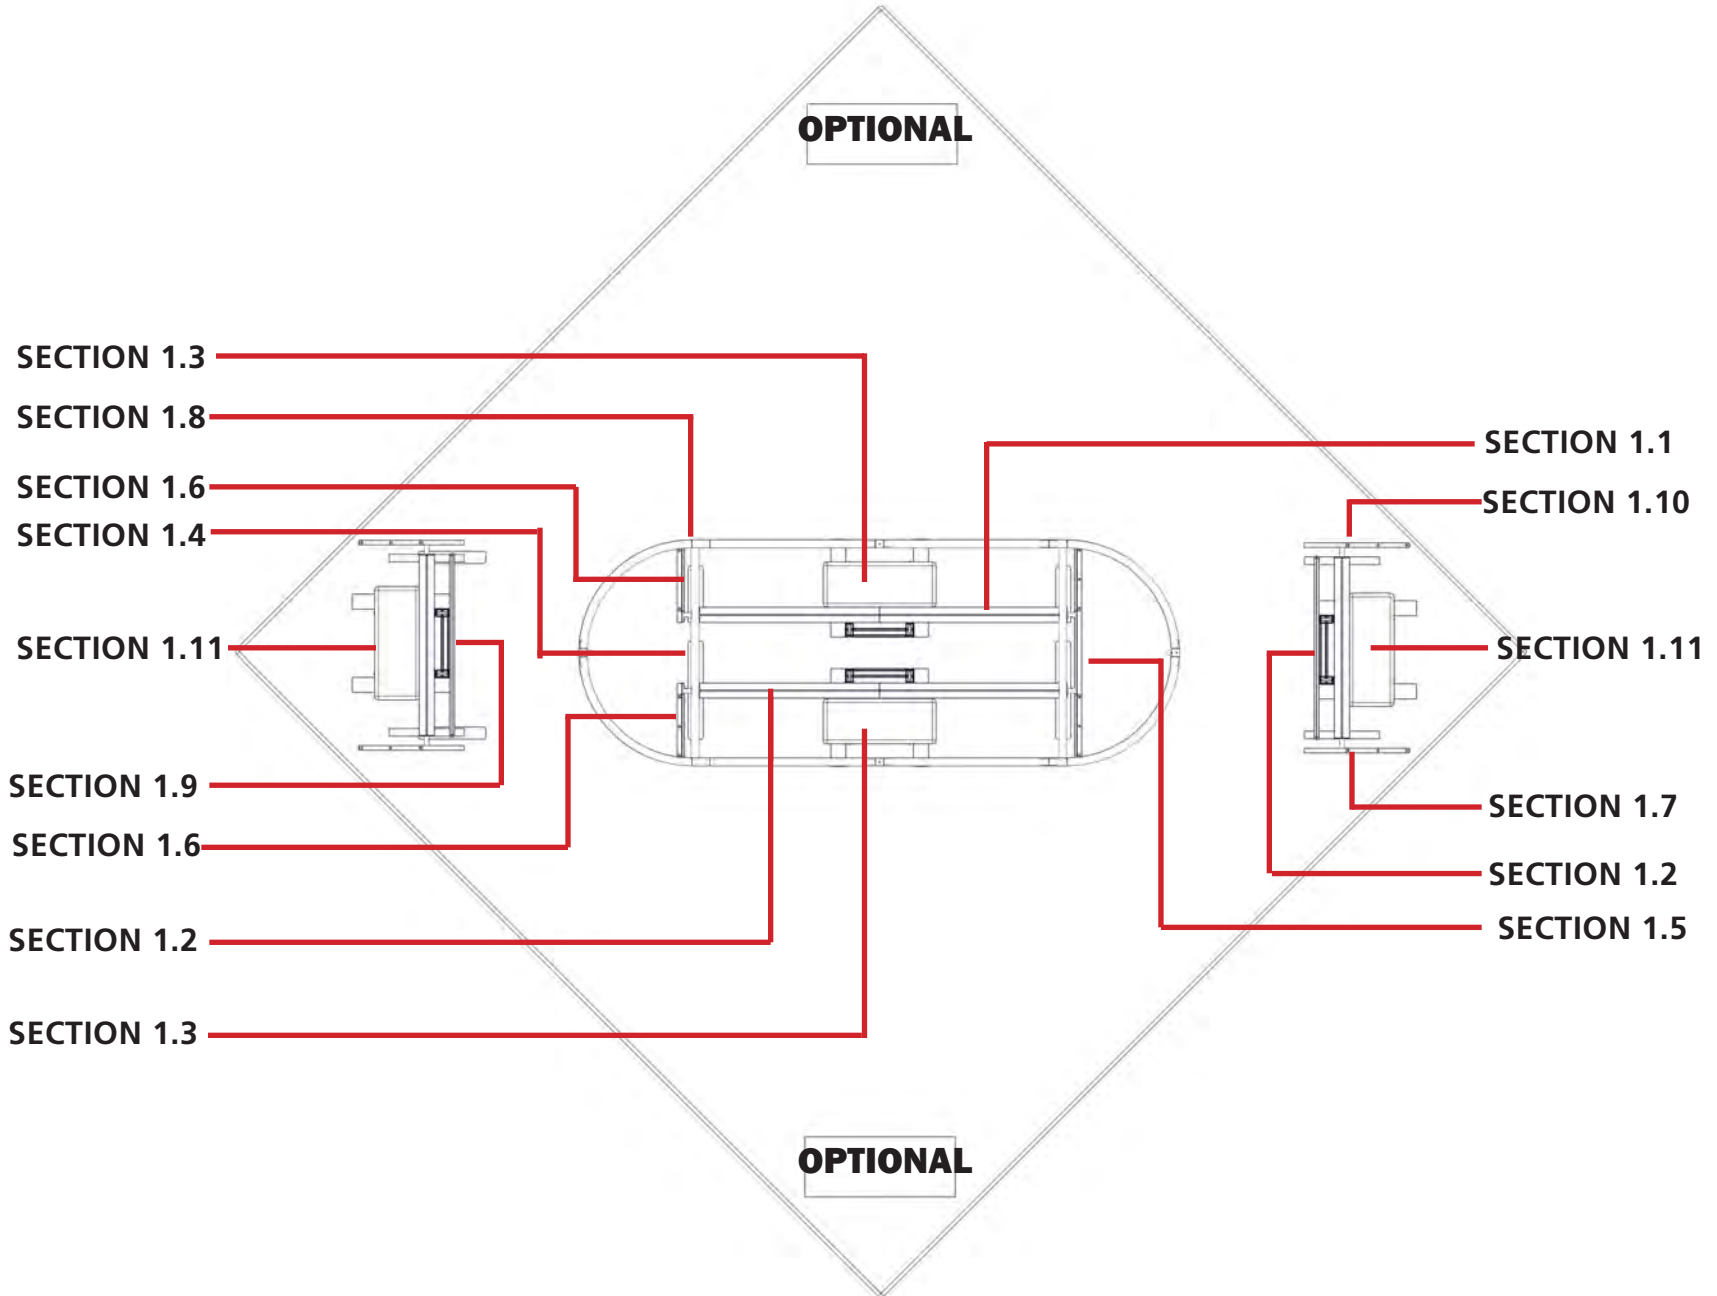 OPTIONAL
SECTION 1.3
SECTION 1.8
SECTION 1.6
SECTION 1.4
SECTION 1.11
SECTION 1.9
SECTION 1.6
SECTION 1.2
SECTION 1.3
SECTION 1.1
SECTION 1.10
SECTION 1.11
SECTION 1.7
SECTION 1.2
SECTION 1.5
OPTIONAL